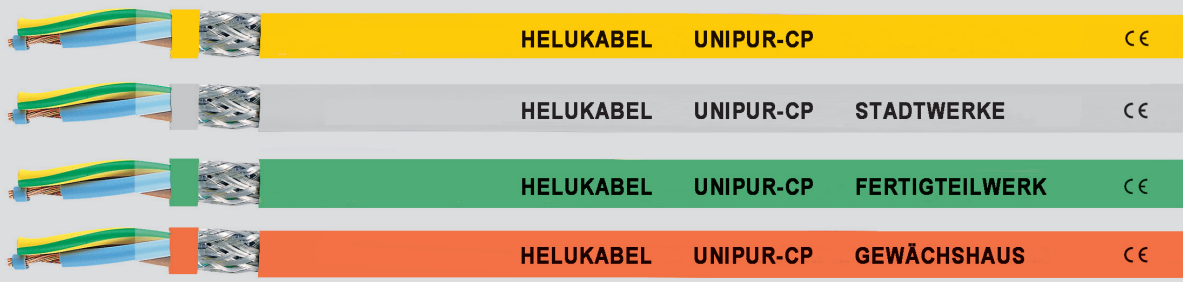 HELUKABEL UNIPUR-CP CE
HELUKABEL UNIPUR-CP STADTWERKE CE
HELUKABEL UNIPUR-CP FERTIGTEILWERK CE
HELUKABEL UNIPUR-CP GEWÄCHSHAUS CE